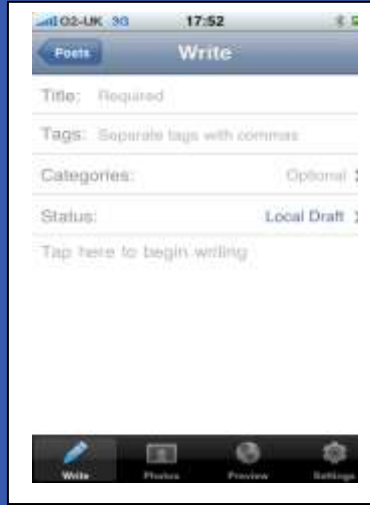 O2-UK 3G 17:52
Posts Write
Title: Required
Tags: Separate tags with commas
Categories: Optional
Status: Local Draft
Tap here to begin writing
Write Photos Preview Settings